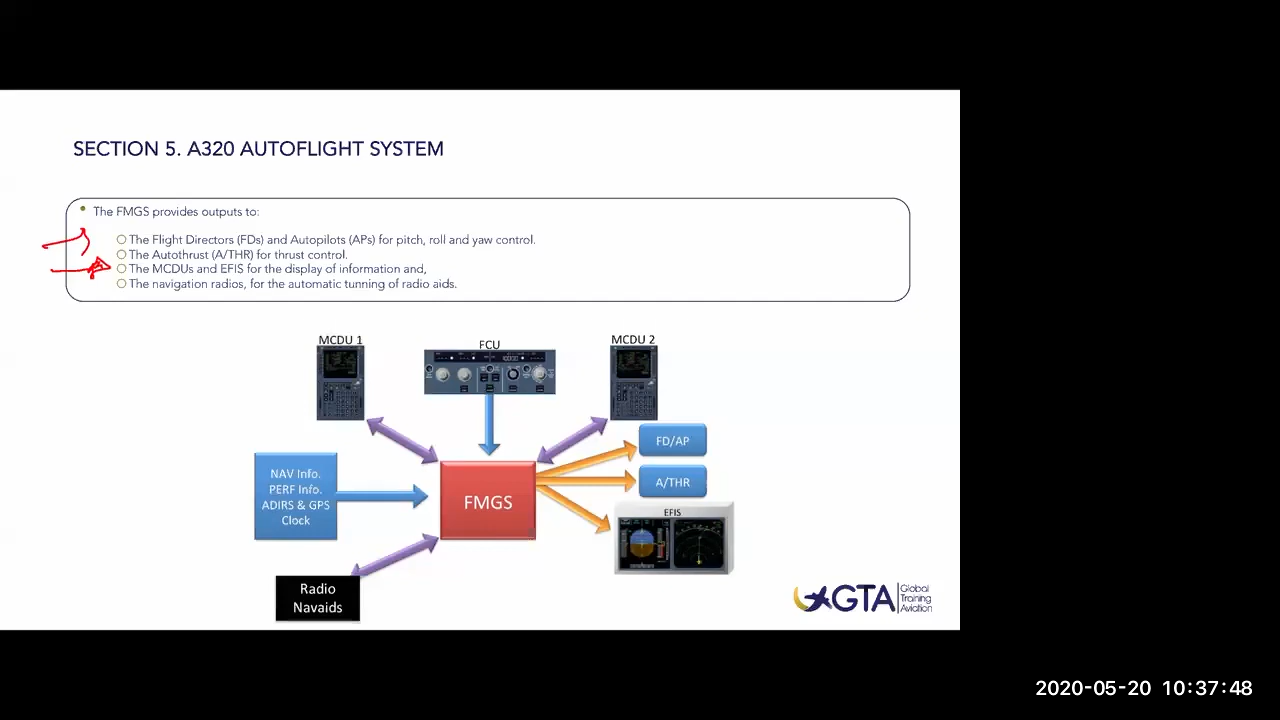 SECTION 5. A320 AUTOFLIGHT SYSTEM
• The FMGS provides outputs to:
The Flight Directors (FDs) and Autopilots (APs) for pitch, roll and yaw control.
The Autothrust (A/THR) for thrust control.
The MCDUs and EFIS for the display of information and,
The navigation radios, for the automatic tunning of radio aids.
MCDU 1
FCU
MCDU 2
FD/AP
NAV Info.
PERF Info.
ADIRS & GPS
Clock
FMGS
A/THR
EFIS
Radio
Navaids
GTA
Global
Training
Aviation
2020-05-20 10:37:48